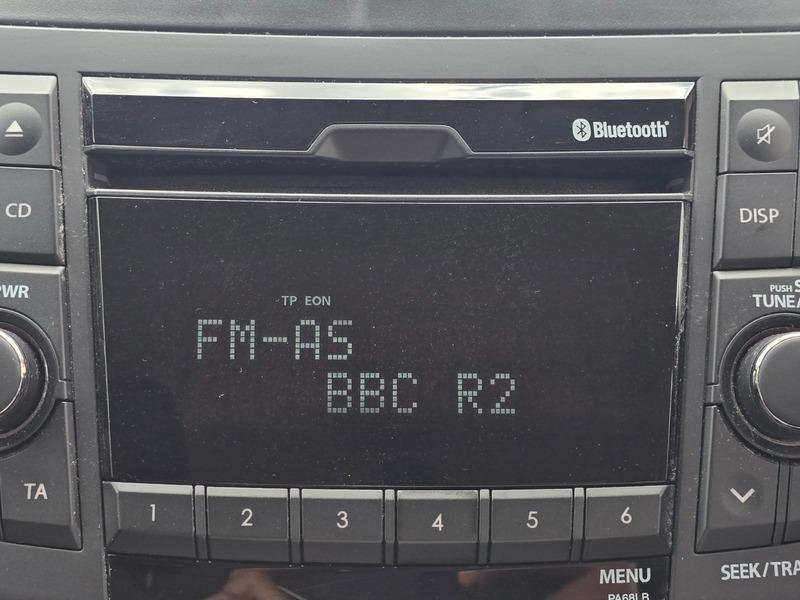 Bluetooth®
CD
DISP
PWR
PUSH
TUNE/
TP EON
FM-AS
BBC R2
TA
1 2 3 4 5 6
MENU
SEEK/TRA
PA68LB